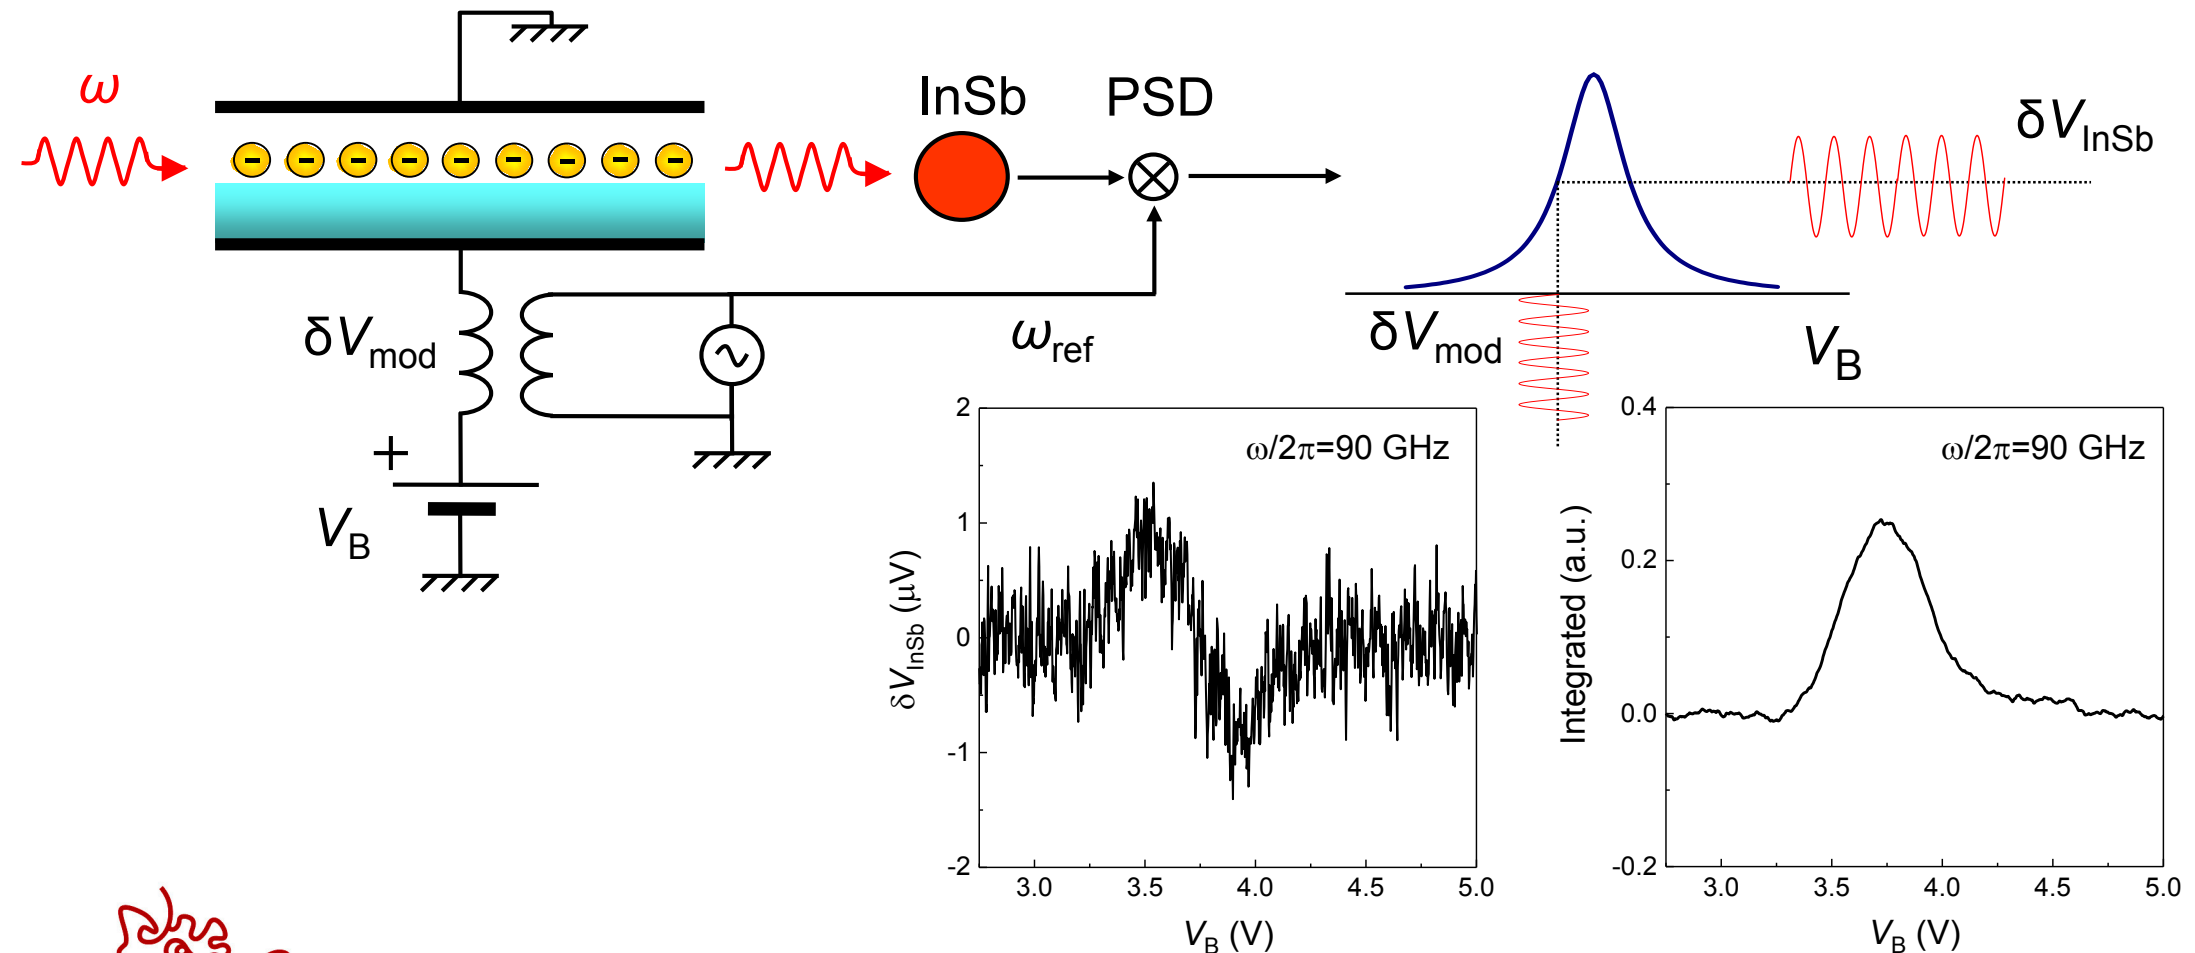 ω
InSb
PSD
δV_InSb
δV_mod
ω_ref
δV_mod
V_B
+
V_B
ω/2π=90 GHz
2
1
0
-1
-2
δV_InSb (μV)
3.0 3.5 4.0 4.5 5.0
V_B (V)
ω/2π=90 GHz
0.4
0.2
0.0
-0.2
Integrated (a.u.)
3.0 3.5 4.0 4.5 5.0
V_B (V)